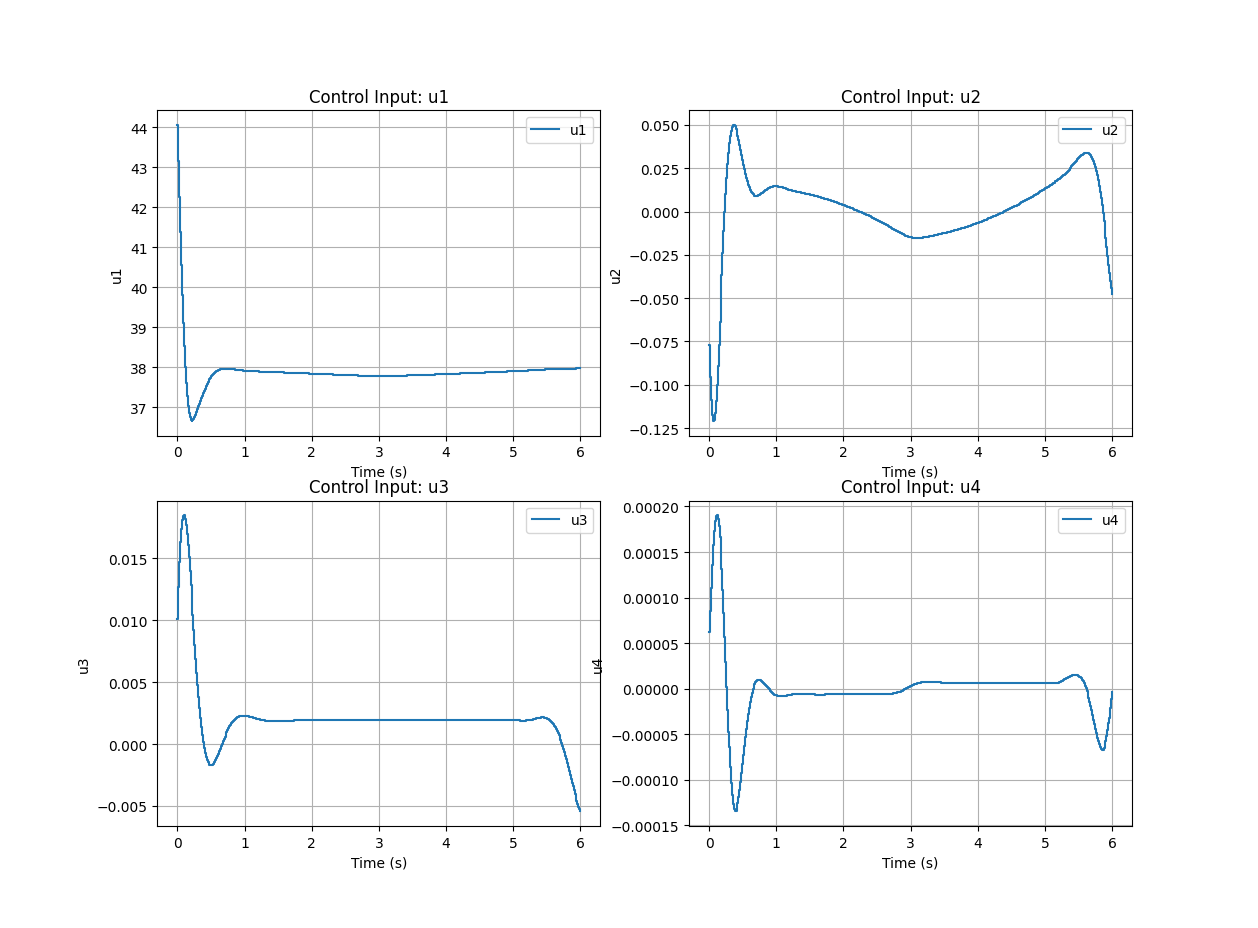 Control Input: u1
44
43
42
41
40
39
38
37
u1
u1
0 1 2 3 4 5 6
Time (s)
Control Input: u2
0.050
0.025
0.000
−0.025
−0.050
−0.075
−0.100
−0.125
u2
u2
0 1 2 3 4 5 6
Time (s)
Control Input: u3
0.015
0.010
0.005
0.000
−0.005
u3
u3
0 1 2 3 4 5 6
Time (s)
Control Input: u4
0.00020
0.00015
0.00010
0.00005
0.00000
−0.00005
−0.00010
−0.00015
u4
u4
0 1 2 3 4 5 6
Time (s)